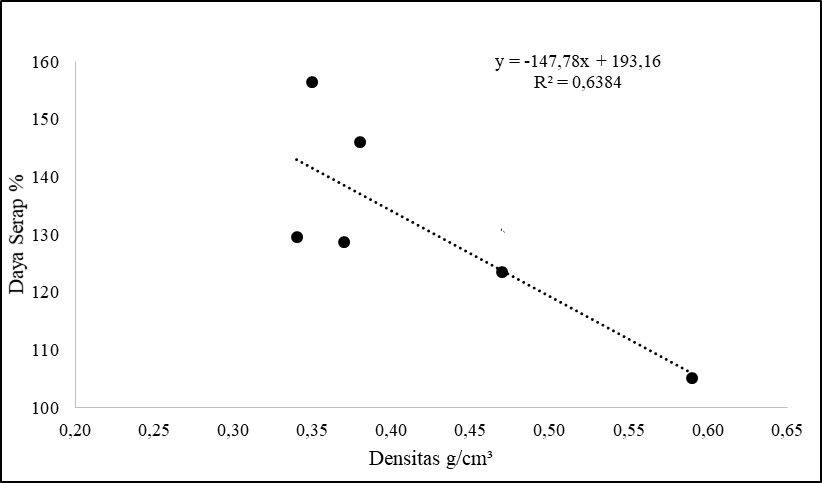 y = -147,78x + 193,16
R² = 0,6384
160
150
140
130
120
110
100
Daya Serap %
0,20 0,25 0,30 0,35 0,40 0,45 0,50 0,55 0,60 0,65
Densitas g/cm³